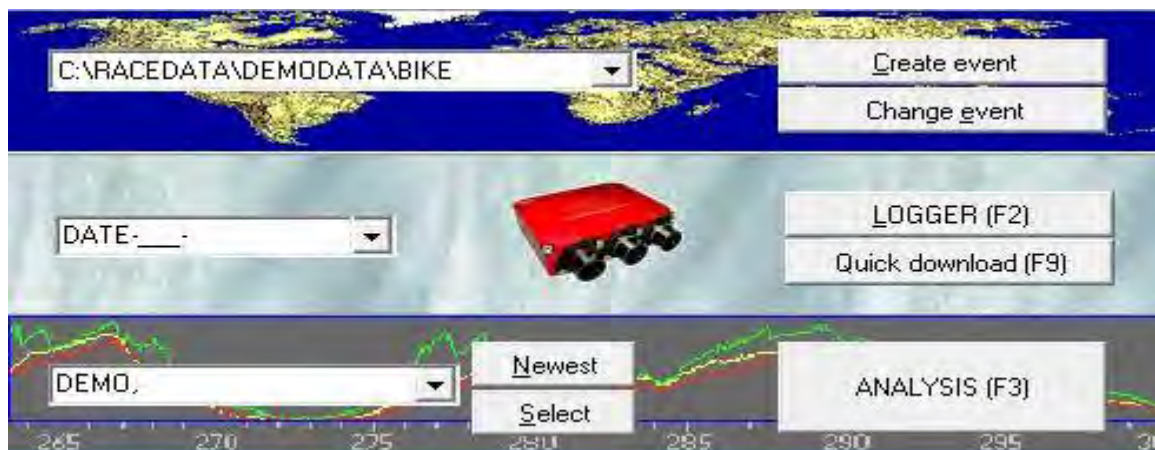 C:\RACEDATA\DEMODATA\BIKE
Create event
Change event
DATE-___-
LOGGER (F2)
Quick download (F9)
DEMO,
Newest
Select
ANALYSIS (F3)
265 270 275 280 285 290 295 30